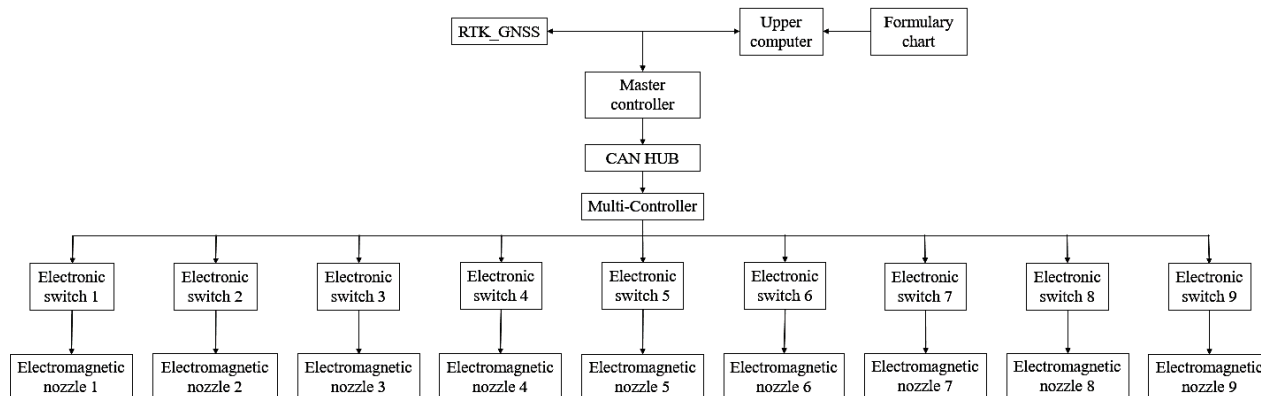 RTK_GNSS
Upper
computer
Formulary
chart
Master
controller
CAN HUB
Multi-Controller
Electronic
switch 1
Electronic
switch 2
Electronic
switch 3
Electronic
switch 4
Electronic
switch 5
Electronic
switch 6
Electronic
switch 7
Electronic
switch 8
Electronic
switch 9
Electromagnetic
nozzle 1
Electromagnetic
nozzle 2
Electromagnetic
nozzle 3
Electromagnetic
nozzle 4
Electromagnetic
nozzle 5
Electromagnetic
nozzle 6
Electromagnetic
nozzle 7
Electromagnetic
nozzle 8
Electromagnetic
nozzle 9